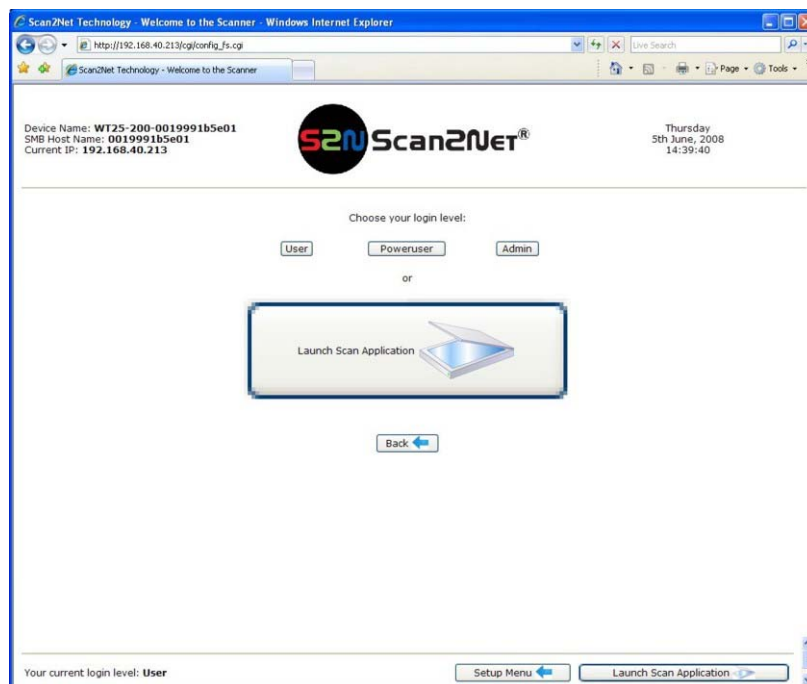 Scan2Net Technology - Welcome to the Scanner - Windows Internet Explorer
http://192.168.40.213/cgi/config_fs.cgi
Live Search
Scan2Net Technology - Welcome to the Scanner
Page
Tools
Device Name: WT25-200-0019991b5e01
SMB Host Name: 0019991b5e01
Current IP: 192.168.40.213
S2N Scan2Net®
Thursday
5th June, 2008
14:39:40
Choose your login level:
User
Poweruser
Admin
or
Launch Scan Application
Back
Your current login level: User
Setup Menu
Launch Scan Application